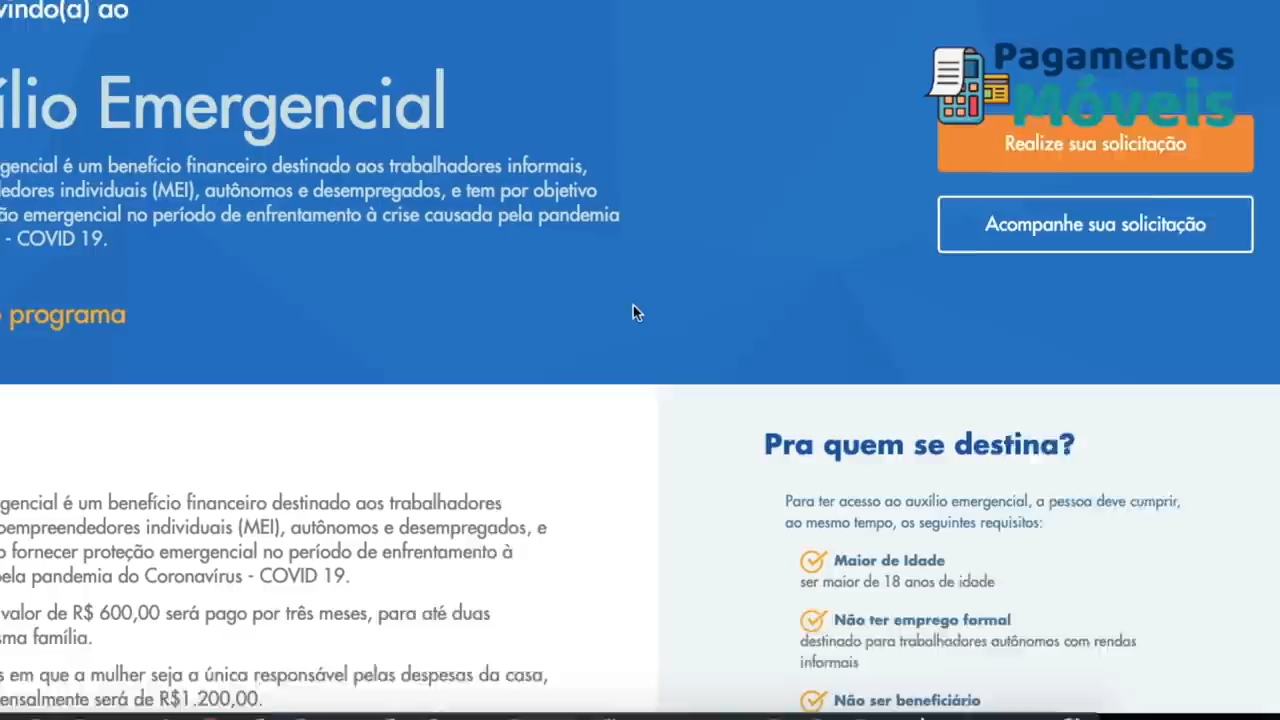 vindo(a) ao
ílio Emergencial
gencial é um benefício financeiro destinado aos trabalhadores informais,
dedores individuais (MEI), autônomos e desempregados, e tem por objetivo
ão emergencial no período de enfrentamento à crise causada pela pandemia
- COVID 19.
programa
Pagamentos
Móveis
Realize sua solicitação
Acompanhe sua solicitação
gencial é um benefício financeiro destinado aos trabalhadores
oempreendedores individuais (MEI), autônomos e desempregados, e
o fornecer proteção emergencial no período de enfrentamento à
pela pandemia do Coronavírus - COVID 19.
valor de R$ 600,00 será pago por três meses, para até duas
sma família.
s em que a mulher seja a única responsável pelas despesas da casa,
ensalmente será de R$1.200,00.
Pra quem se destina?
Para ter acesso ao auxílio emergencial, a pessoa deve cumprir,
ao mesmo tempo, os seguintes requisitos:
Maior de Idade
ser maior de 18 anos de idade
Não ter emprego formal
destinado para trabalhadores autônomos com rendas
informais
Não ser beneficiário